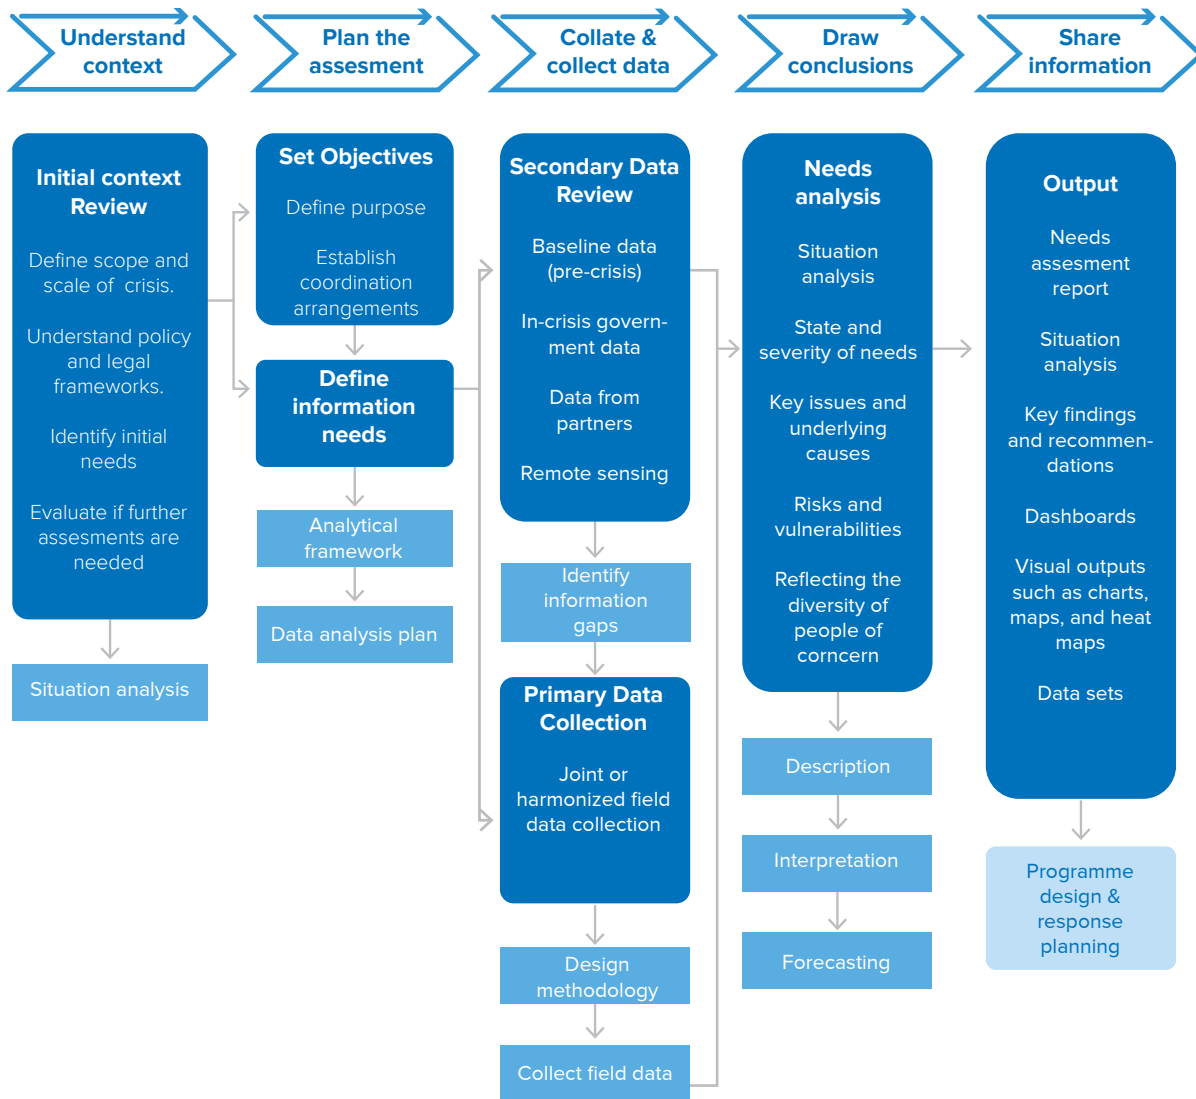 Understand
context
Plan the
assesment
Collate &
collect data
Draw
conclusions
Share
information
Initial context
Review
Define scope and
scale of crisis.
Understand policy
and legal
frameworks.
Identify initial
needs
Evaluate if further
assesments are
needed
Situation analysis
Set Objectives
Define purpose
Establish
coordination
arrangements
Define
information
needs
Analytical
framework
Data analysis plan
Secondary Data
Review
Baseline data
(pre-crisis)
In-crisis govern-
ment data
Data from
partners
Remote sensing
Identify
information
gaps
Primary Data
Collection
Joint or
harmonized field
data collection
Design
methodology
Collect field data
Needs
analysis
Situation
analysis
State and
severity of needs
Key issues and
underlying
causes
Risks and
vulnerabilities
Reflecting the
diversity of
people of
corncern
Description
Interpretation
Forecasting
Output
Needs
assesment
report
Situation
analysis
Key findings
and recommen-
dations
Dashboards
Visual outputs
such as charts,
maps, and heat
maps
Data sets
Programme
design &
response
planning